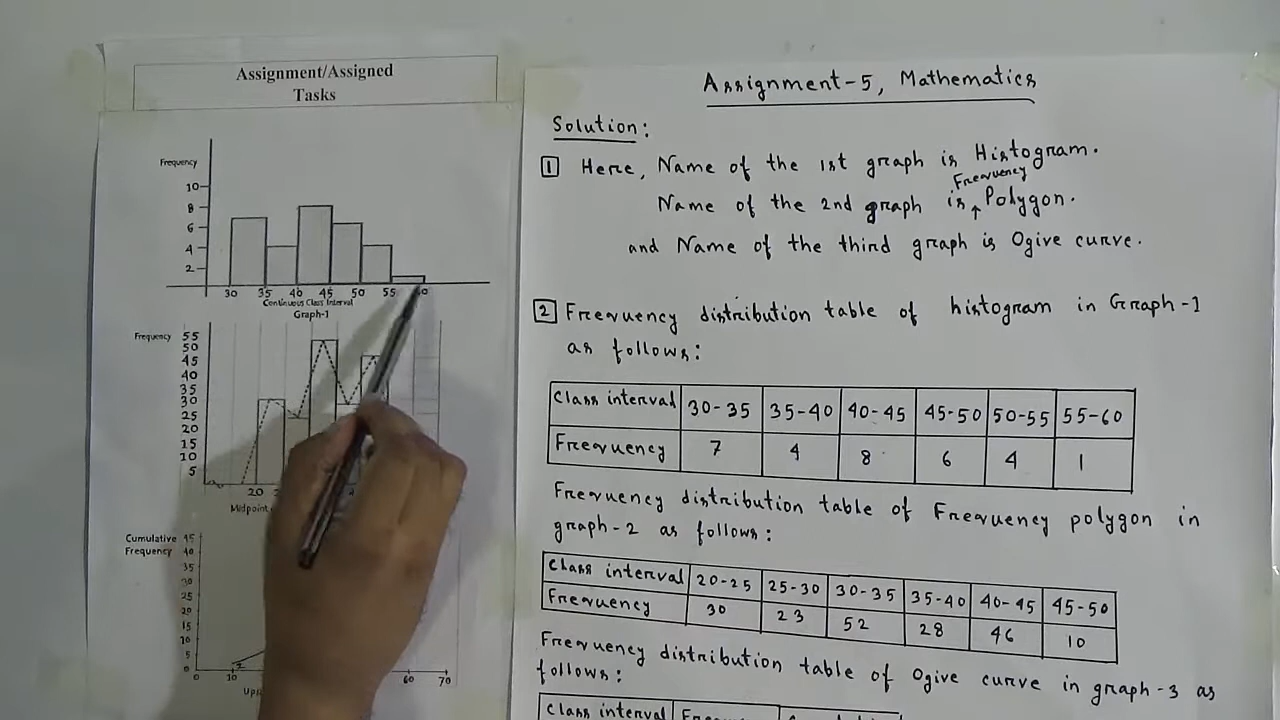 Assignment/Assigned
Tasks
Frequency
10
8
6
4
2
30 35 40 45 50 55
Continuous Class Interval
Graph-1
Frequency
55
50
45
40
35
30
25
20
15
10
5
20
Midpoint
Cumulative
Frequency
45
40
35
30
25
20
15
10
5
0 10 60 70
Assignment-5, Mathematics
Solution:
1 Here, Name of the 1st graph is Histogram.
Frequency
Name of the 2nd graph is ↑ Polygon.
and Name of the third graph is Ogive curve.
2 Frequency distribution table of histogram in Graph-1
as follows:
Class interval 30-35 35-40 40-45 45-50 50-55 55-60
Frequency 7 4 8 6 4 1
Frequency distribution table of Frequency polygon in
graph-2 as follows:
Class interval 20-25 25-30 30-35 35-40 40-45 45-50
Frequency 30 23 52 28 46 10
Frequency distribution table of Ogive curve in graph-3 as
follows:
Class interval